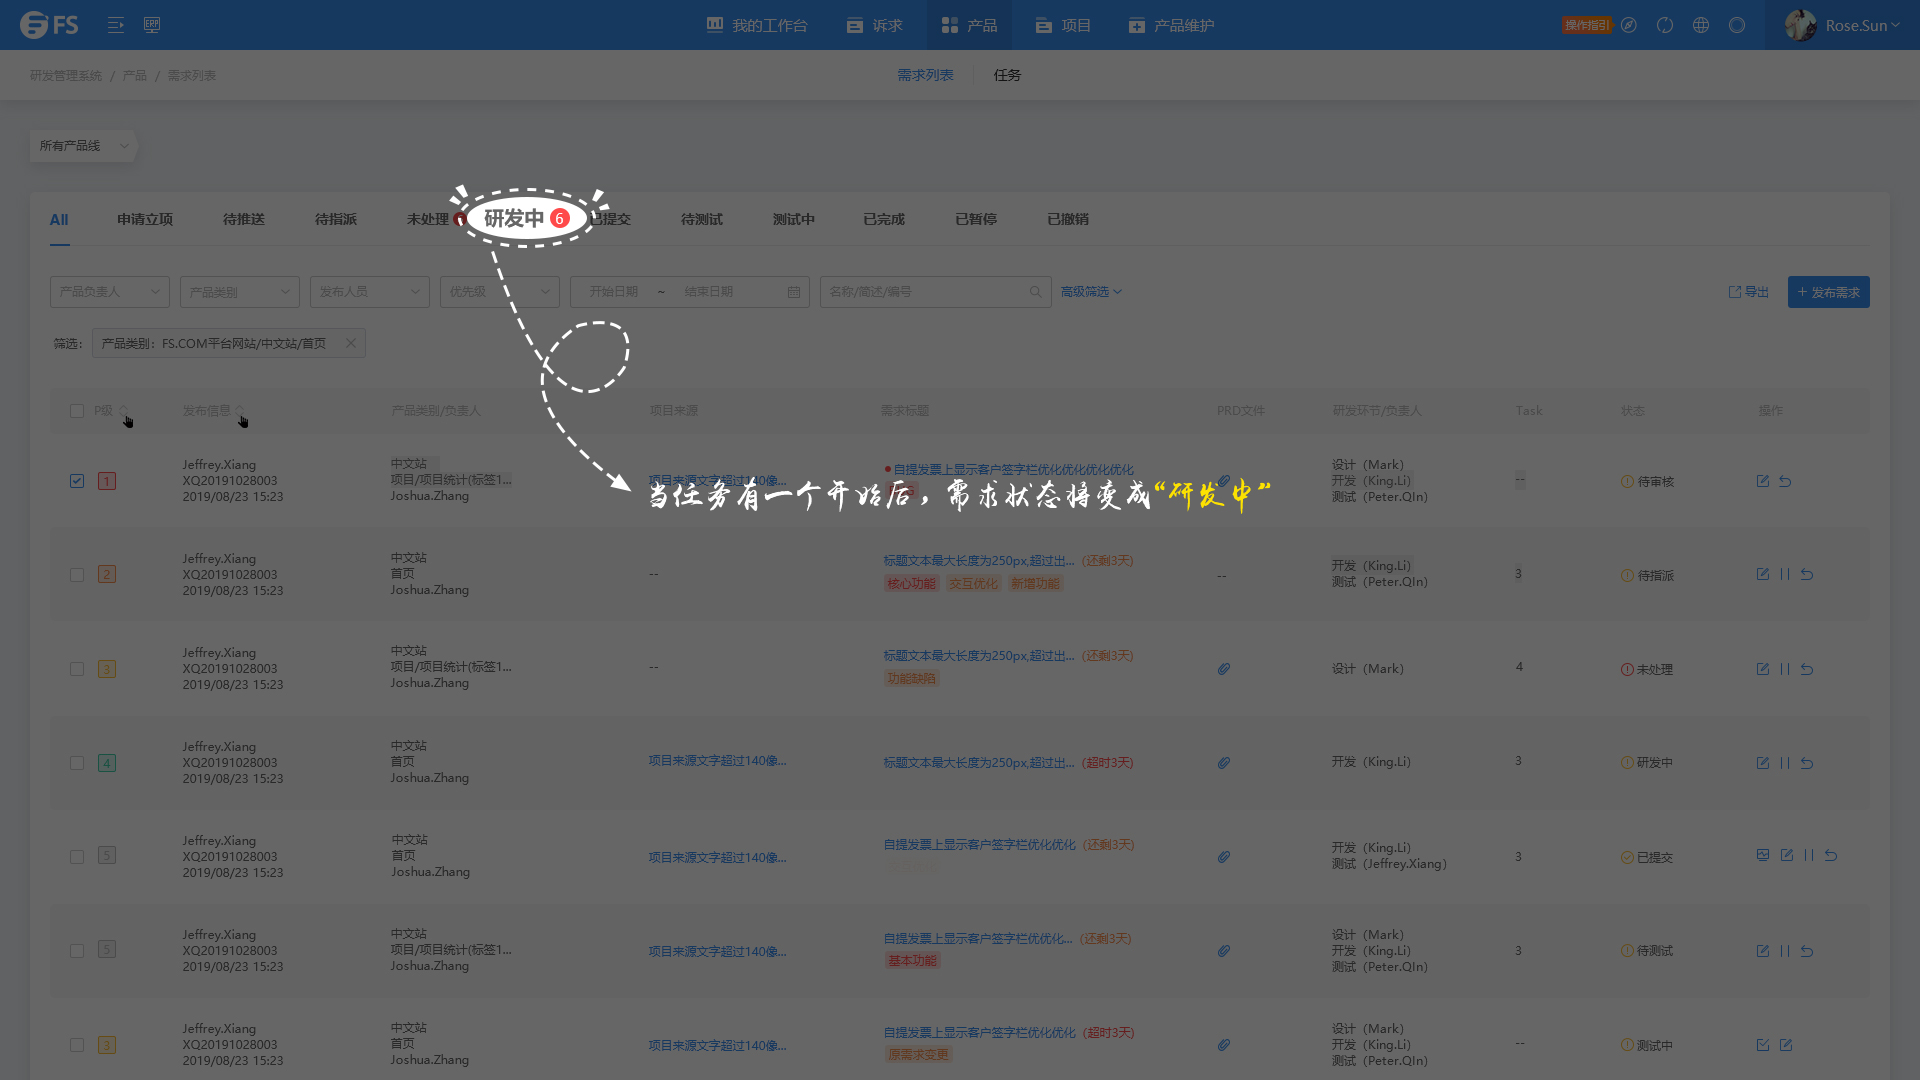 FS
ERP
我的工作台
诉求
产品
项目
产品维护
操作指引
Rose.Sun
研发管理系统 / 产品 / 需求列表
需求列表
任务
所有产品线
All
申请立项
待推送
待指派
未处理
研发中 6
已提交
待测试
测试中
已完成
已暂停
已撤销
产品负责人
产品类别
发布人员
优先级
开始日期 ~ 结束日期
名称/简述/编号
高级筛选
导出
+ 发布需求
筛选：
产品类别：FS.COM平台网站/中文站/首页
P级
发布信息
产品类别/负责人
项目来源
需求标题
PRD文件
研发环节/负责人
Task
状态
操作
1
Jeffrey.Xiang
XQ20191028003
2019/08/23 15:23
中文站
项目/项目统计(标签1...
Joshua.Zhang
项目来源文字超过140像...
自提发票上显示客户签字栏优化优化优化优化
设计（Mark）
开发（King.Li）
测试（Peter.QIn）
--
待审核
当任务有一个开始后，需求状态将变成“研发中”
2
Jeffrey.Xiang
XQ20191028003
2019/08/23 15:23
中文站
首页
Joshua.Zhang
--
标题文本最大长度为250px,超过出...（还剩3天）
核心功能 交互优化 新增功能
--
开发（King.Li）
测试（Peter.QIn）
3
待指派
3
Jeffrey.Xiang
XQ20191028003
2019/08/23 15:23
中文站
项目/项目统计(标签1...
Joshua.Zhang
--
标题文本最大长度为250px,超过出...（还剩3天）
功能缺陷
设计（Mark）
4
未处理
4
Jeffrey.Xiang
XQ20191028003
2019/08/23 15:23
中文站
首页
Joshua.Zhang
项目来源文字超过140像...
标题文本最大长度为250px,超过出...（超时3天）
开发（King.Li）
3
研发中
5
Jeffrey.Xiang
XQ20191028003
2019/08/23 15:23
中文站
首页
Joshua.Zhang
项目来源文字超过140像...
自提发票上显示客户签字栏优化优化（还剩3天）
开发（King.Li）
测试（Jeffrey.Xiang）
3
已提交
5
Jeffrey.Xiang
XQ20191028003
2019/08/23 15:23
中文站
项目/项目统计(标签1...
Joshua.Zhang
项目来源文字超过140像...
自提发票上显示客户签字栏优优化...（还剩3天）
基本功能
设计（Mark）
开发（King.Li）
测试（Peter.QIn）
3
待测试
3
Jeffrey.Xiang
XQ20191028003
2019/08/23 15:23
中文站
首页
Joshua.Zhang
项目来源文字超过140像...
自提发票上显示客户签字栏优化优化（超时3天）
原需求变更
设计（Mark）
开发（King.Li）
测试（Peter.QIn）
--
测试中